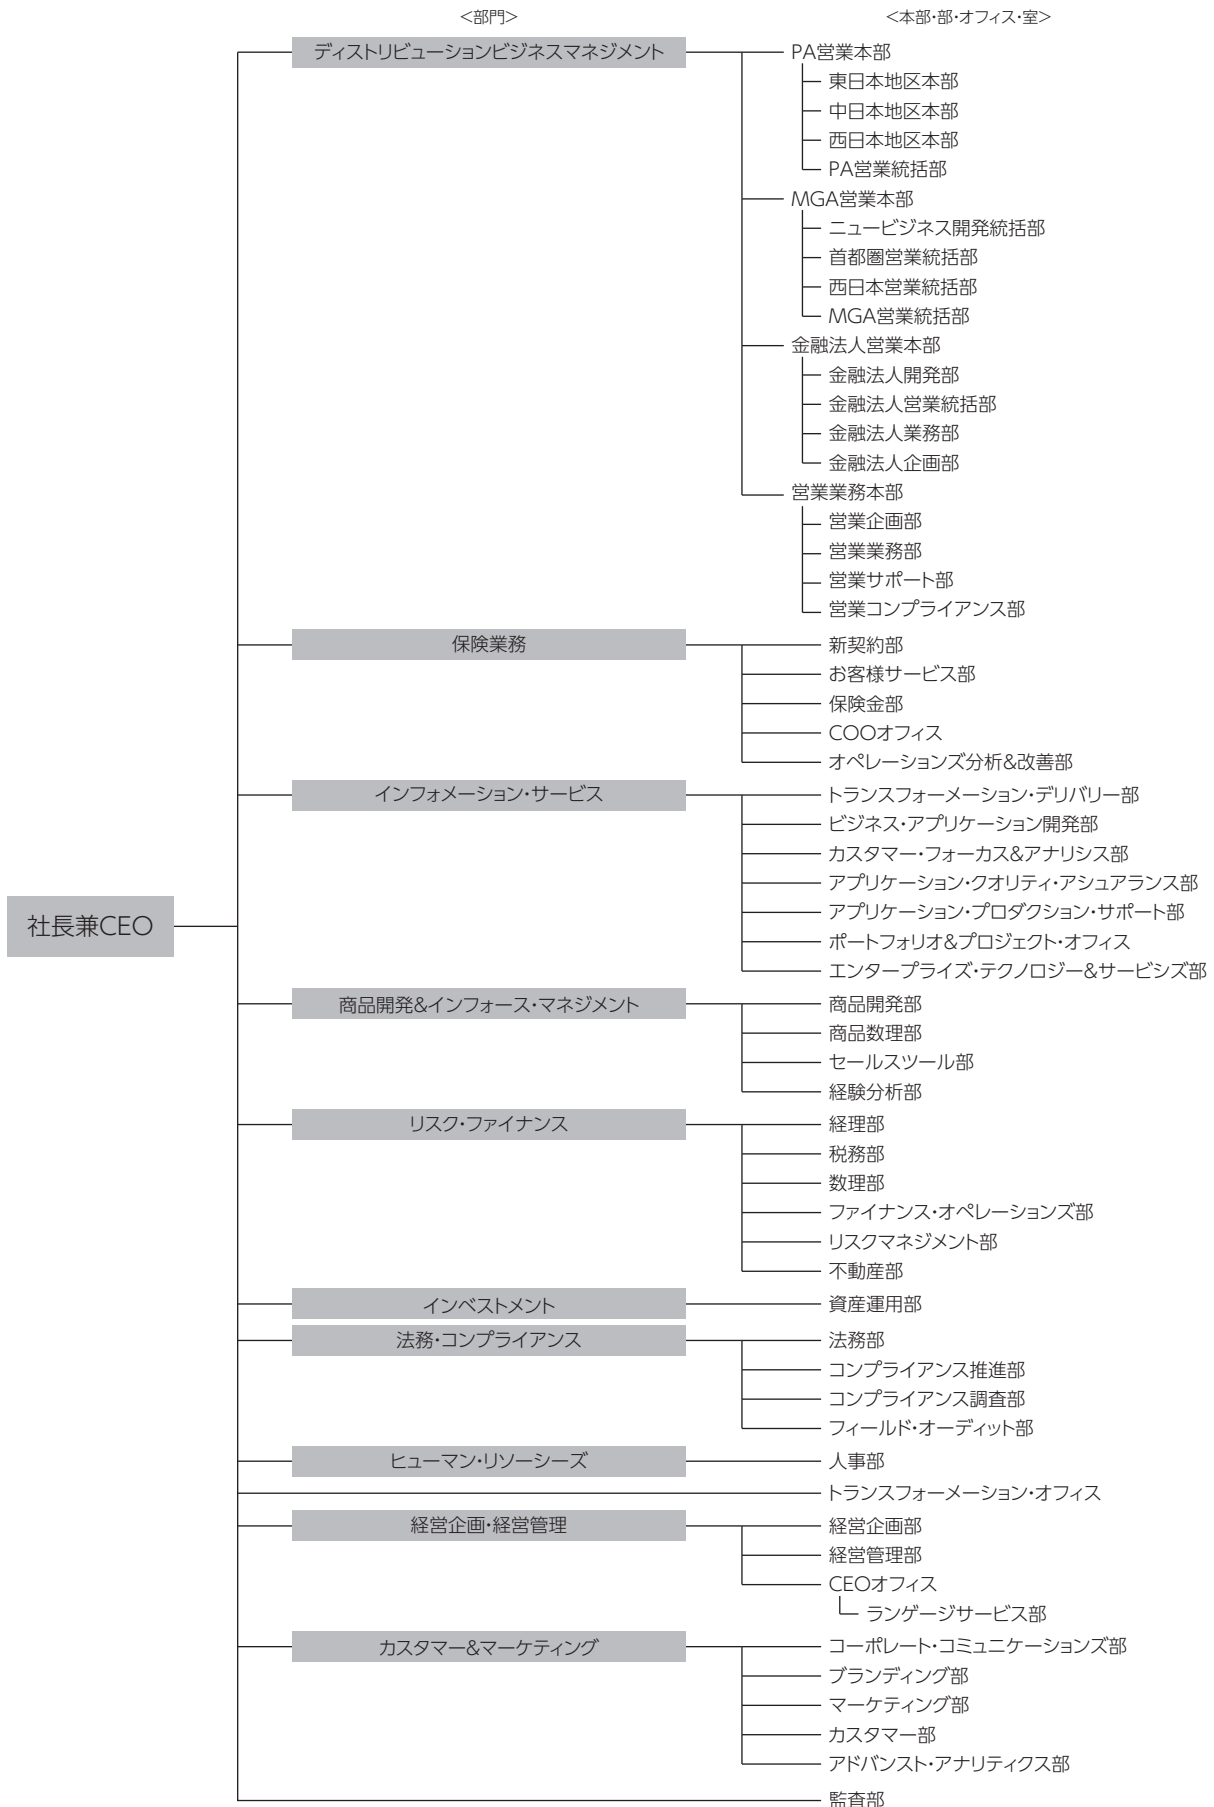 <部門>
<本部・部・オフィス・室>
ディストリビューションビジネスマネジメント
PA営業本部
東日本地区本部
中日本地区本部
西日本地区本部
PA営業統括部
MGA営業本部
ニュービジネス開発統括部
首都圏営業統括部
西日本営業統括部
MGA営業統括部
金融法人営業本部
金融法人開発部
金融法人営業統括部
金融法人業務部
金融法人企画部
営業業務本部
営業企画部
営業業務部
営業サポート部
営業コンプライアンス部
保険業務
新契約部
お客様サービス部
保険金部
COOオフィス
オペレーションズ分析&改善部
インフォメーション・サービス
トランスフォーメーション・デリバリー部
ビジネス・アプリケーション開発部
カスタマー・フォーカス&アナリシス部
アプリケーション・クオリティ・アシュアランス部
アプリケーション・プロダクション・サポート部
ポートフォリオ&プロジェクト・オフィス
エンタープライズ・テクノロジー&サービシズ部
社長兼CEO
商品開発&インフォース・マネジメント
商品開発部
商品数理部
セールスツール部
経験分析部
リスク・ファイナンス
経理部
税務部
数理部
ファイナンス・オペレーションズ部
リスクマネジメント部
不動産部
インベストメント
資産運用部
法務・コンプライアンス
法務部
コンプライアンス推進部
コンプライアンス調査部
フィールド・オーディット部
ヒューマン・リソーシーズ
人事部
トランスフォーメーション・オフィス
経営企画・経営管理
経営企画部
経営管理部
CEOオフィス
ランゲージサービス部
カスタマー&マーケティング
コーポレート・コミュニケーションズ部
ブランディング部
マーケティング部
カスタマー部
アドバンスト・アナリティクス部
監査部